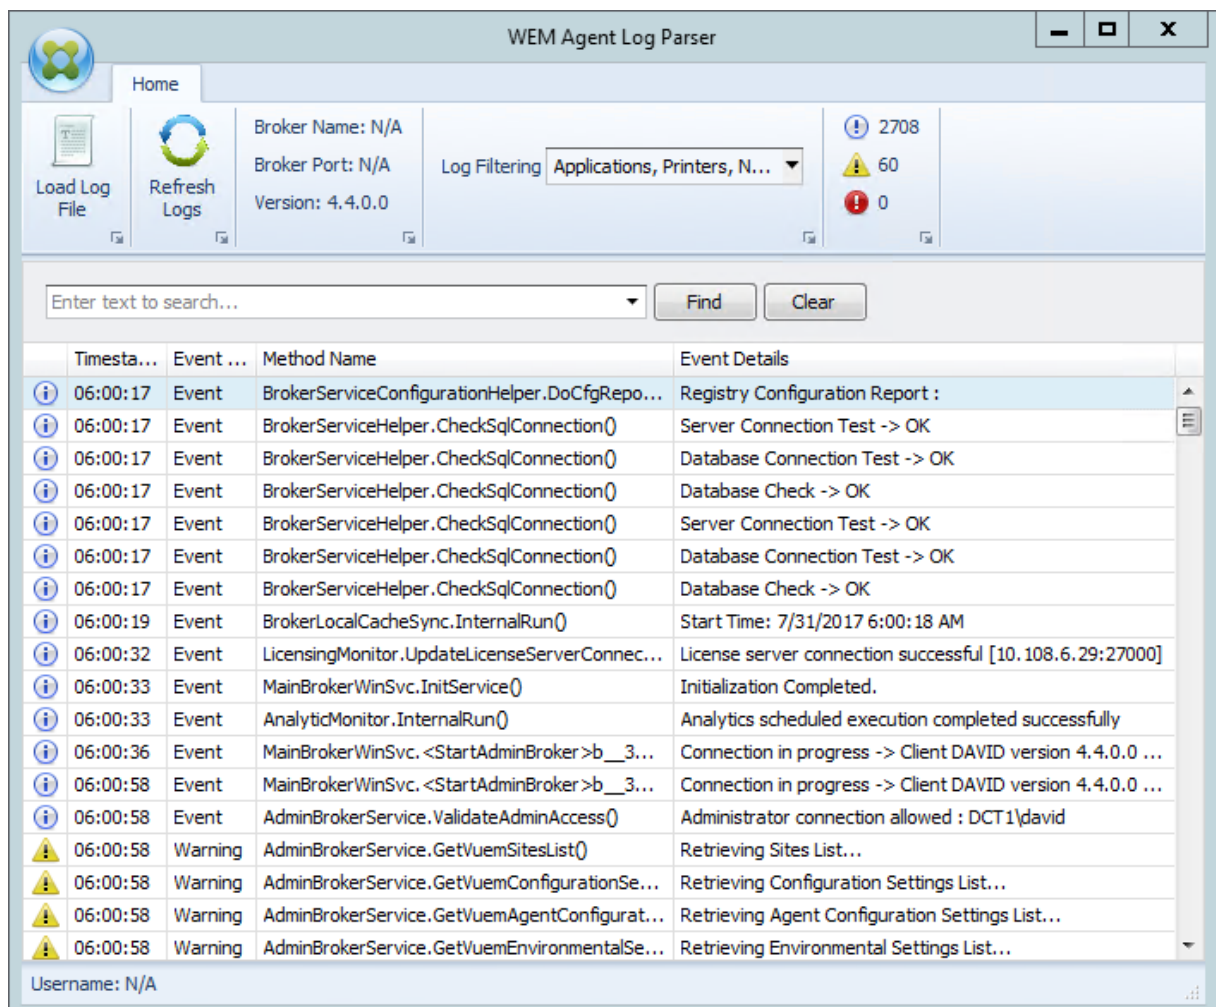 WEM Agent Log Parser
Home
Load Log File
Refresh Logs
Broker Name: N/A
Broker Port: N/A
Version: 4.4.0.0
Log Filtering Applications, Printers, N...
2708
60
0
Enter text to search...
Find Clear
Timesta... Event ... Method Name Event Details
06:00:17 Event BrokerServiceConfigurationHelper.DoCfgRepo... Registry Configuration Report :
06:00:17 Event BrokerServiceHelper.CheckSqlConnection() Server Connection Test -> OK
06:00:17 Event BrokerServiceHelper.CheckSqlConnection() Database Connection Test -> OK
06:00:17 Event BrokerServiceHelper.CheckSqlConnection() Database Check -> OK
06:00:17 Event BrokerServiceHelper.CheckSqlConnection() Server Connection Test -> OK
06:00:17 Event BrokerServiceHelper.CheckSqlConnection() Database Connection Test -> OK
06:00:17 Event BrokerServiceHelper.CheckSqlConnection() Database Check -> OK
06:00:19 Event BrokerLocalCacheSync.InternalRun() Start Time: 7/31/2017 6:00:18 AM
06:00:32 Event LicensingMonitor.UpdateLicenseServerConnec... License server connection successful [10.108.6.29:27000]
06:00:33 Event MainBrokerWinSvc.InitService() Initialization Completed.
06:00:33 Event AnalyticMonitor.InternalRun() Analytics scheduled execution completed successfully
06:00:36 Event MainBrokerWinSvc.<StartAdminBroker>b__3... Connection in progress -> Client DAVID version 4.4.0.0 ...
06:00:58 Event MainBrokerWinSvc.<StartAdminBroker>b__3... Connection in progress -> Client DAVID version 4.4.0.0 ...
06:00:58 Event AdminBrokerService.ValidateAdminAccess() Administrator connection allowed : DCT1\david
06:00:58 Warning AdminBrokerService.GetVuemSitesList() Retrieving Sites List...
06:00:58 Warning AdminBrokerService.GetVuemConfigurationSe... Retrieving Configuration Settings List...
06:00:58 Warning AdminBrokerService.GetVuemAgentConfigurat... Retrieving Agent Configuration Settings List...
06:00:58 Warning AdminBrokerService.GetVuemEnvironmentalSe... Retrieving Environmental Settings List...
Username: N/A